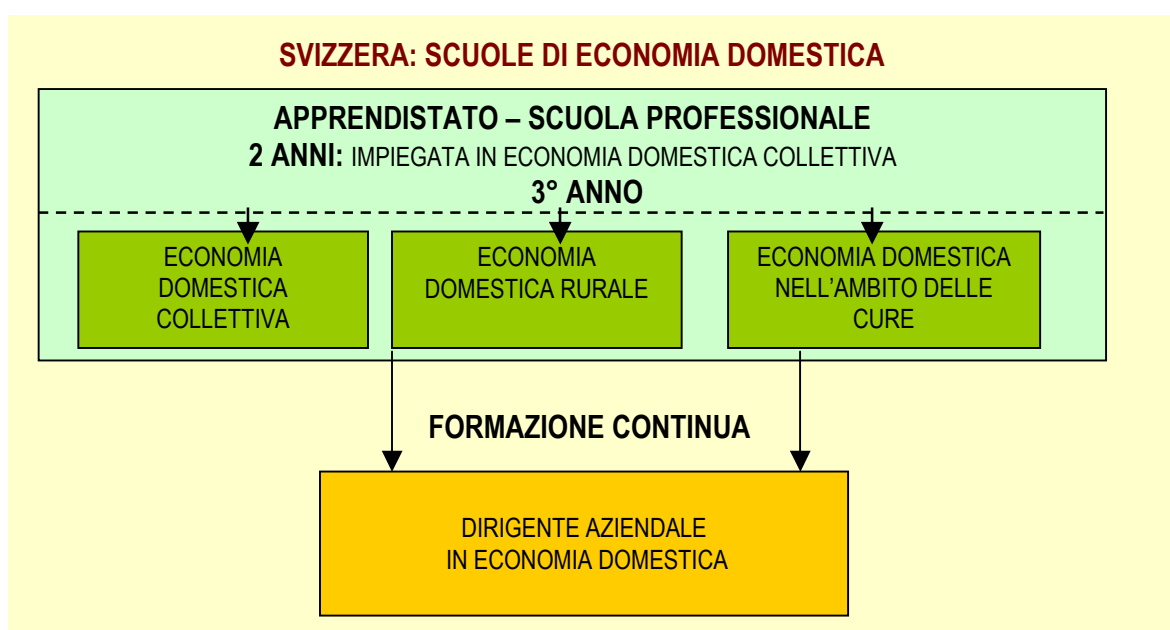 SVIZZERA: SCUOLE DI ECONOMIA DOMESTICA
APPRENDISTATO – SCUOLA PROFESSIONALE
2 ANNI: IMPIEGATA IN ECONOMIA DOMESTICA COLLETTIVA
3° ANNO
ECONOMIA
DOMESTICA
COLLETTIVA
ECONOMIA
DOMESTICA RURALE
ECONOMIA DOMESTICA
NELL’AMBITO DELLE
CURE
FORMAZIONE CONTINUA
DIRIGENTE AZIENDALE
IN ECONOMIA DOMESTICA